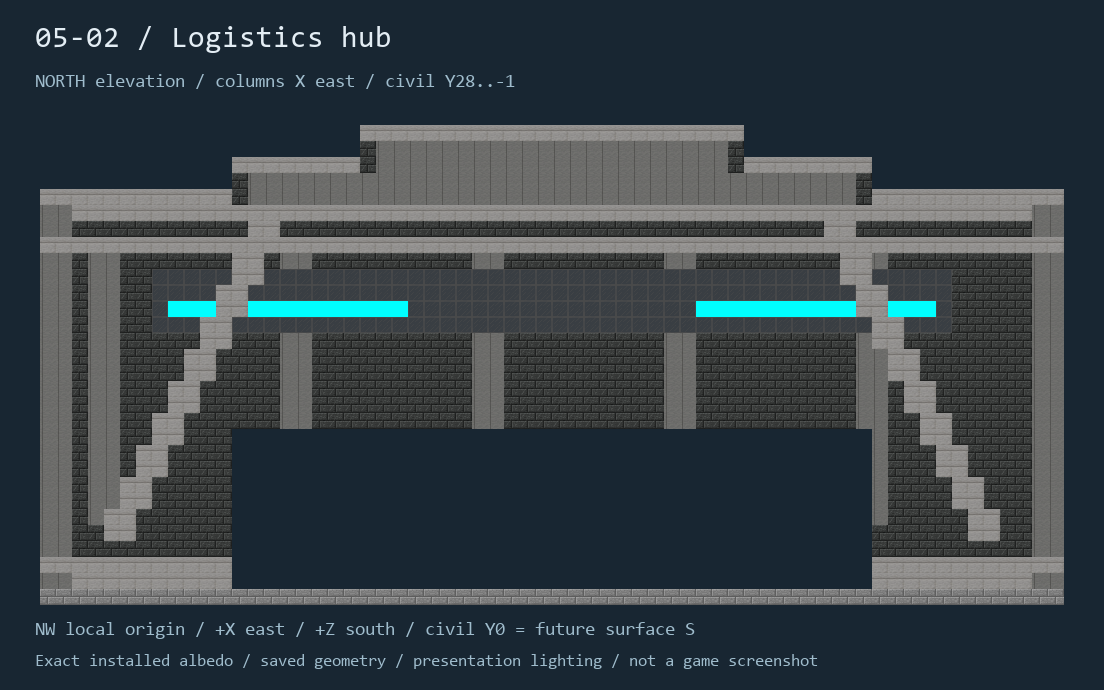 05-02 / Logistics hub
NORTH elevation / columns X east / civil Y28..-1
NW local origin / +X east / +Z south / civil Y0 = future surface S
Exact installed albedo / saved geometry / presentation lighting / not a game screenshot